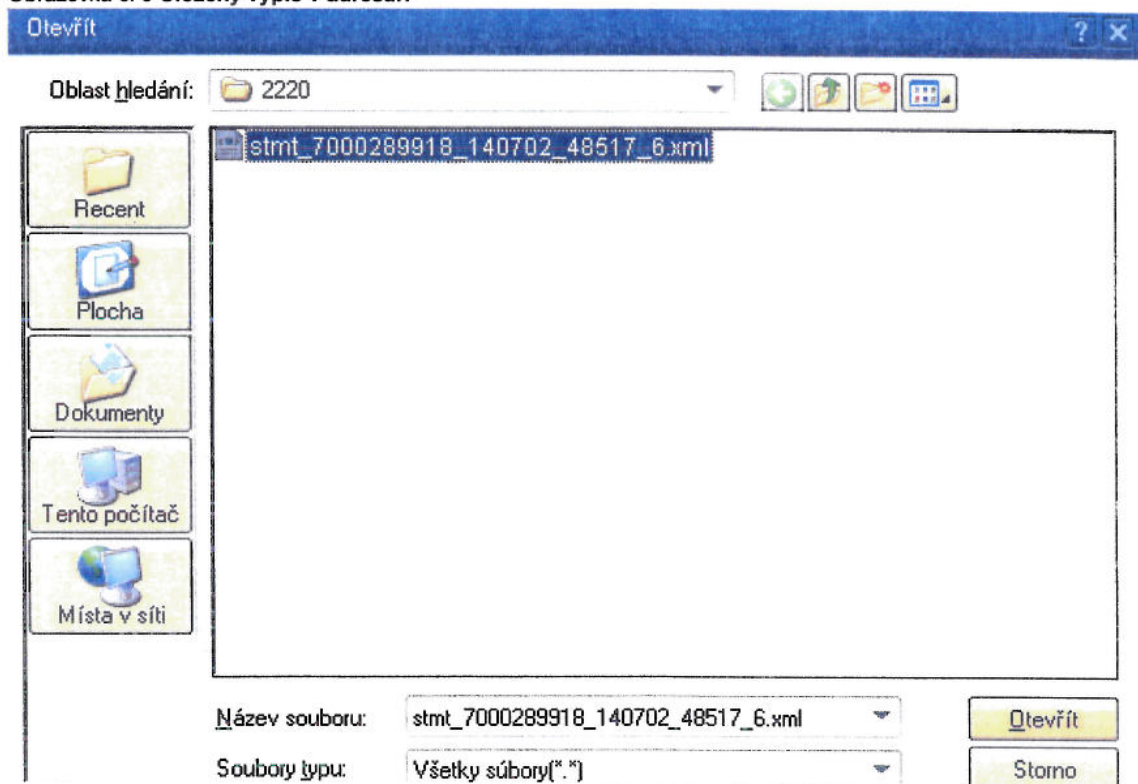 Otevřít
Oblast hledání: 2220
stmt_7000289918_140702_48517_6.xml
Recent
Plocha
Dokumenty
Tento počítač
Místa v síti
Název souboru: stmt_7000289918_140702_48517_6.xml Otevřít
Soubory typu: Všetky súbory(*.*) Storno